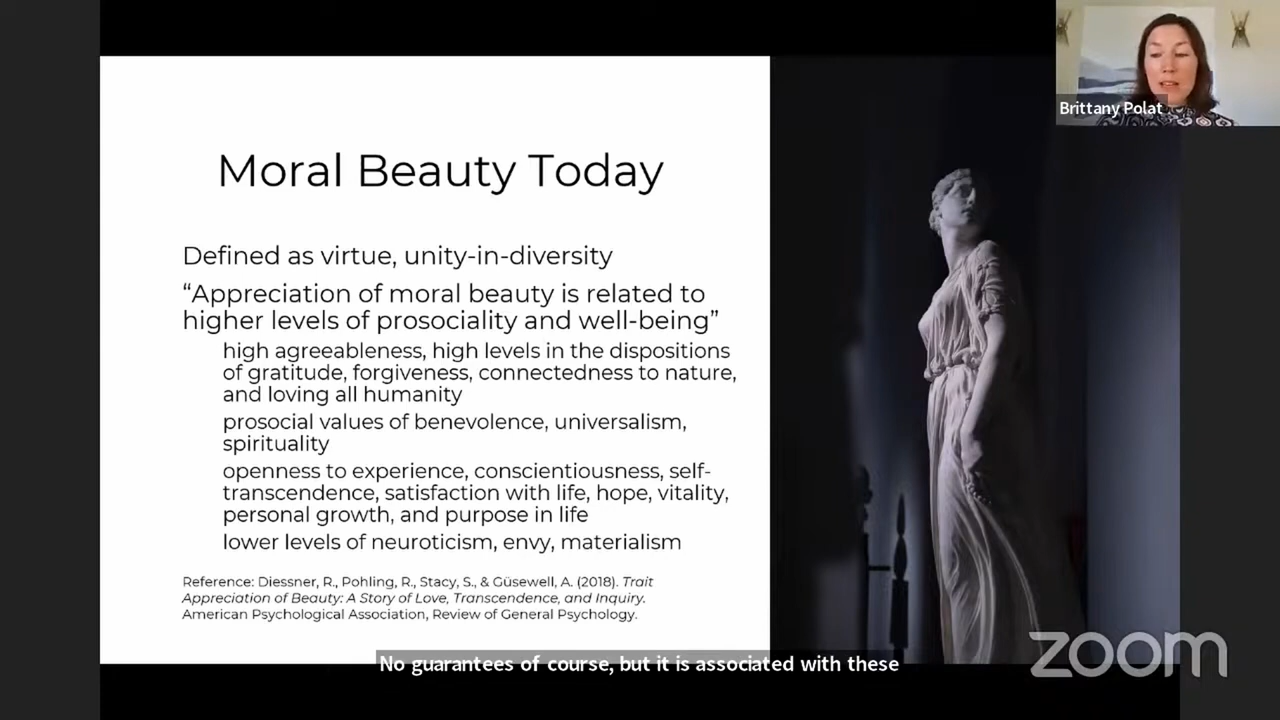 Brittany Polat
Moral Beauty Today
Defined as virtue, unity-in-diversity
“Appreciation of moral beauty is related to
higher levels of prosociality and well-being”
high agreeableness, high levels in the dispositions
of gratitude, forgiveness, connectedness to nature,
and loving all humanity
prosocial values of benevolence, universalism,
spirituality
openness to experience, conscientiousness, self-
transcendence, satisfaction with life, hope, vitality,
personal growth, and purpose in life
lower levels of neuroticism, envy, materialism
Reference: Diessner, R., Pohling, R., Stacy, S., & Güsewell, A. (2018). Trait
Appreciation of Beauty: A Story of Love, Transcendence, and Inquiry.
American Psychological Association, Review of General Psychology.
zoom
No guarantees of course, but it is associated with these